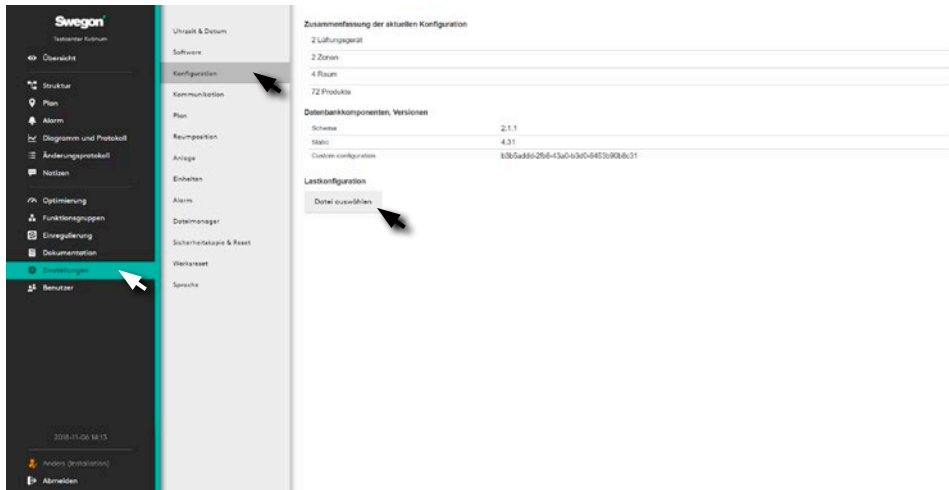 Swegon
Testcenter Kvänum
Übersicht
Struktur
Plan
Alarm
Diagramm und Protokoll
Änderungsprotokoll
Notizen
Optimierung
Funktionsgruppen
Einregulierung
Dokumentation
Einstellungen
Benutzer
2018-11-06 14:13
Anders (Installation)
Abmelden
Uhrzeit & Datum
Software
Konfiguration
Kommunikation
Plan
Raumposition
Anlage
Einheiten
Alarm
Dateimanager
Sicherheitskopie & Reset
Werksreset
Sprache
Zusammenfassung der aktuellen Konfiguration
2 Lüftungsgerät
2 Zonen
4 Raum
72 Produkte
Datenbankkomponenten, Versionen
Schema 2.1.1
Static 4.31
Custom configuration
Lastkonfiguration
Datei auswählen